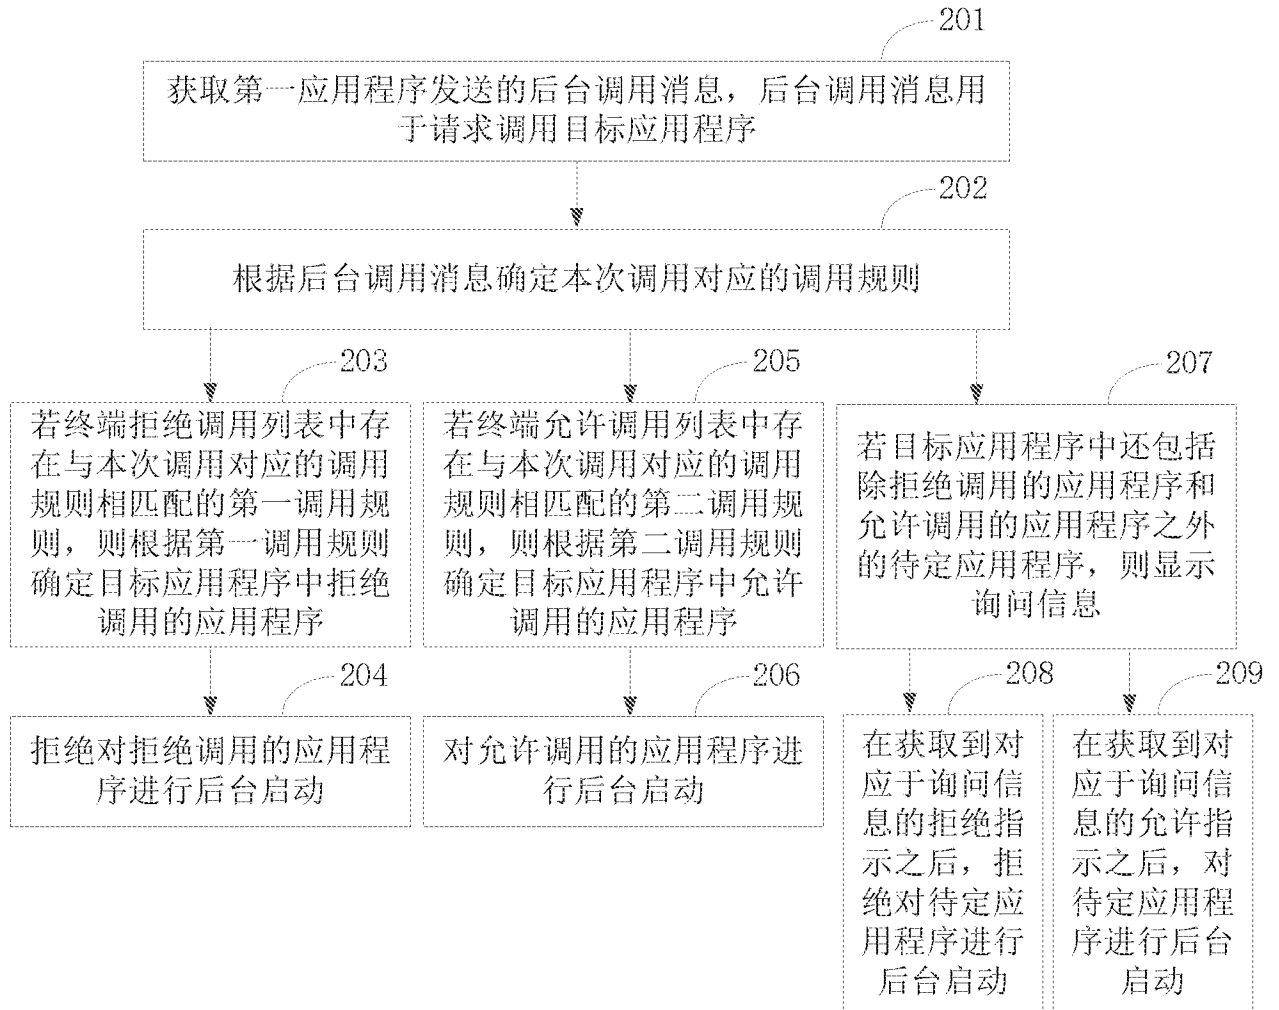 201
获取第一应用程序发送的后台调用消息，后台调用消息用
于请求调用目标应用程序
202
根据后台调用消息确定本次调用对应的调用规则
203
若终端拒绝调用列表中存
在与本次调用对应的调用
规则相匹配的第一调用规
则，则根据第一调用规则
确定目标应用程序中拒绝
调用的应用程序
205
若终端允许调用列表中存
在与本次调用对应的调用
规则相匹配的第二调用规
则，则根据第二调用规则
确定目标应用程序中允许
调用的应用程序
207
若目标应用程序中还包括
除拒绝调用的应用程序和
允许调用的应用程序之外
的待定应用程序，则显示
询问信息
204
拒绝对拒绝调用的应用程
序进行后台启动
206
对允许调用的应用程序进
行后台启动
208
在获取到对
应于询问信
息的拒绝指
示之后，拒
绝对待定应
用程序进行
后台启动
209
在获取到对
应于询问信
息的允许指
示之后，对
待定应用程
序进行后台
启动